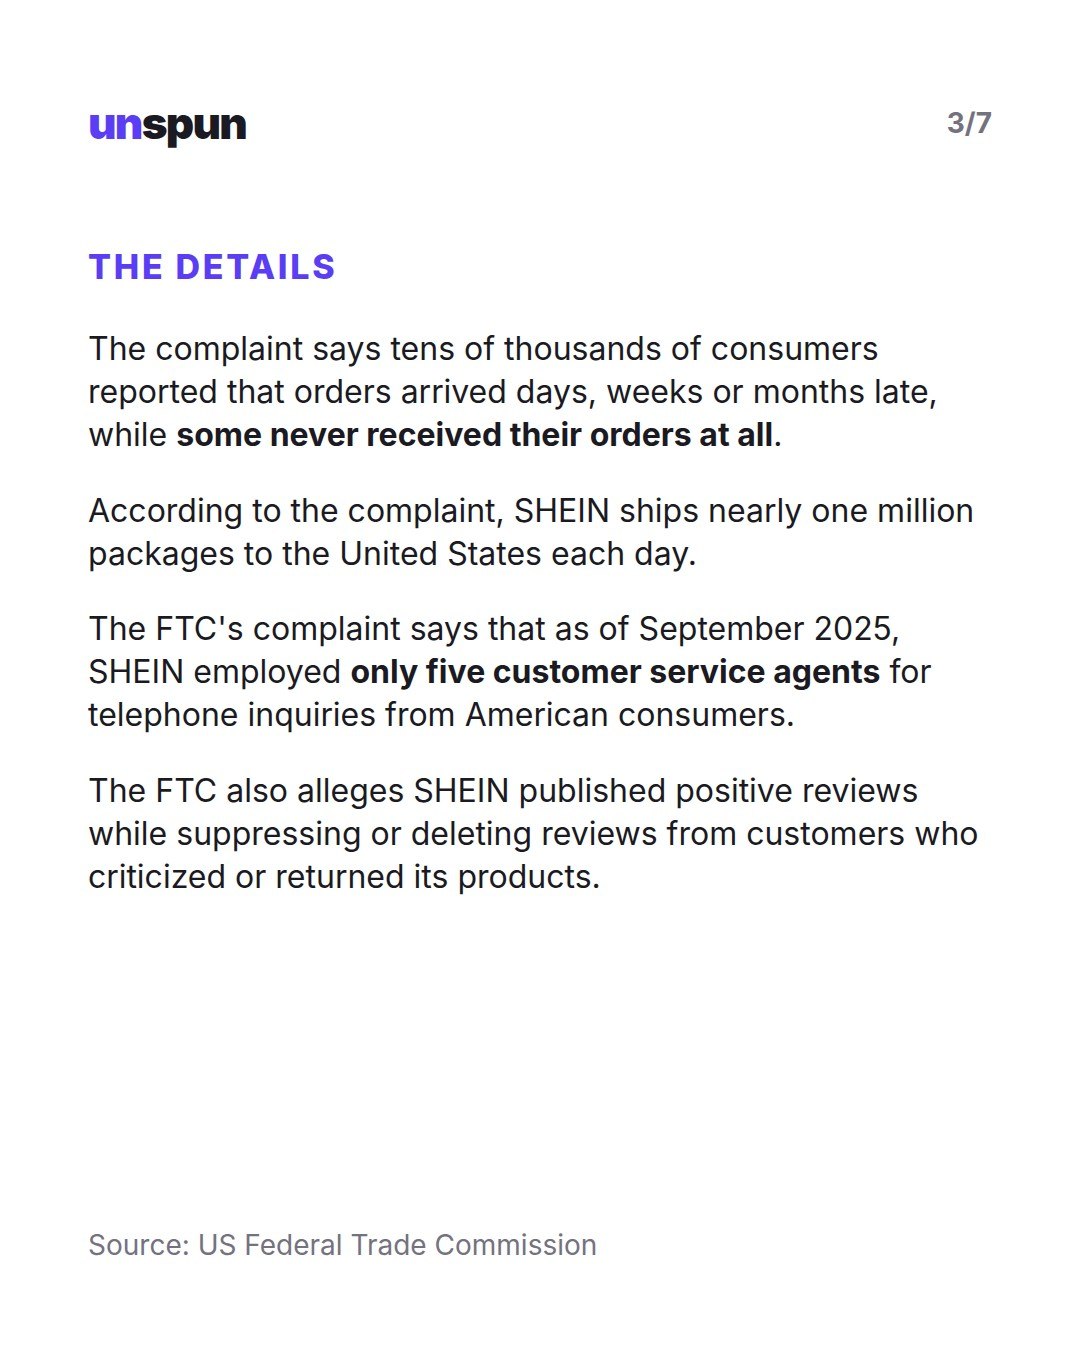 unspun
3/7
THE DETAILS
The complaint says tens of thousands of consumers
reported that orders arrived days, weeks or months late,
while some never received their orders at all.
According to the complaint, SHEIN ships nearly one million
packages to the United States each day.
The FTC's complaint says that as of September 2025,
SHEIN employed only five customer service agents for
telephone inquiries from American consumers.
The FTC also alleges SHEIN published positive reviews
while suppressing or deleting reviews from customers who
criticized or returned its products.
Source: US Federal Trade Commission